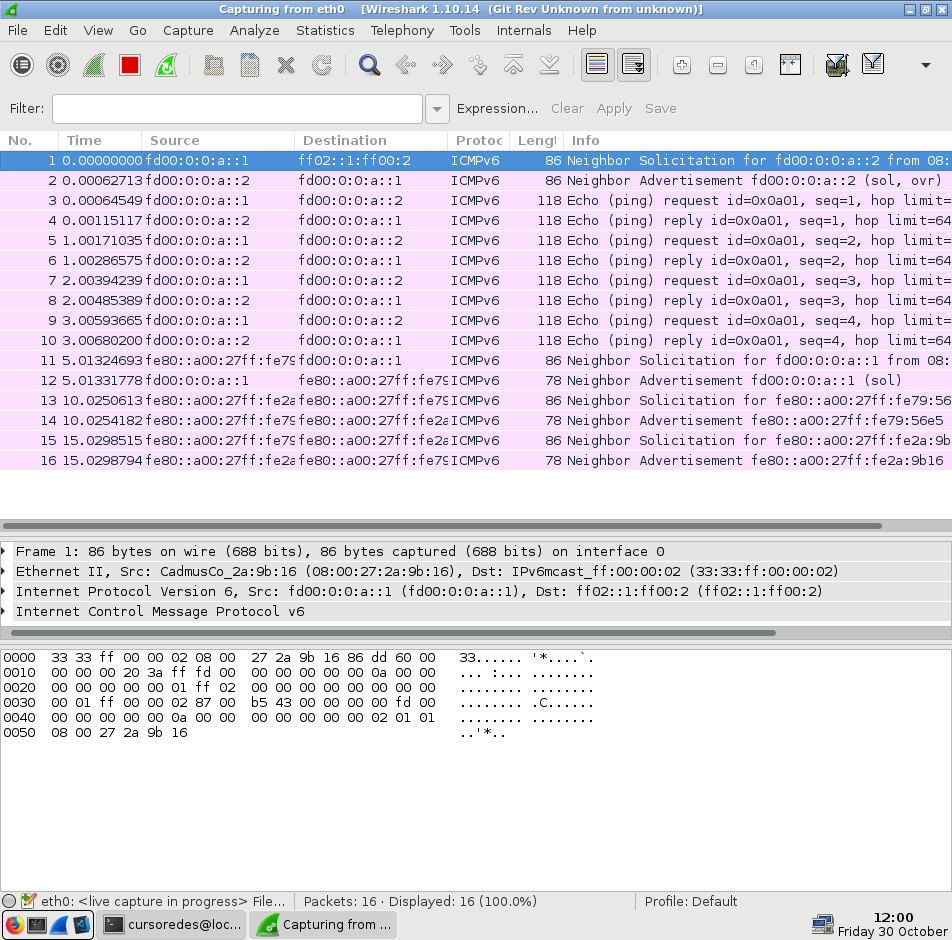 Capturing from eth0 [Wireshark 1.10.14 (Git Rev Unknown from unknown)]
File Edit View Go Capture Analyze Statistics Telephony Tools Internals Help
Filter: Expression... Clear Apply Save
No. Time Source Destination Protoc Lengt Info
1 0.00000000 fd00:0:0:a::1 ff02::1:ff00:2 ICMPv6 86 Neighbor Solicitation for fd00:0:0:a::2 from 08:
2 0.00062713 fd00:0:0:a::2 fd00:0:0:a::1 ICMPv6 86 Neighbor Advertisement fd00:0:0:a::2 (sol, ovr)
3 0.00064549 fd00:0:0:a::1 fd00:0:0:a::2 ICMPv6 118 Echo (ping) request id=0x0a01, seq=1, hop limit=
4 0.00115117 fd00:0:0:a::2 fd00:0:0:a::1 ICMPv6 118 Echo (ping) reply id=0x0a01, seq=1, hop limit=64
5 1.00171035 fd00:0:0:a::1 fd00:0:0:a::2 ICMPv6 118 Echo (ping) request id=0x0a01, seq=2, hop limit=
6 1.00286575 fd00:0:0:a::2 fd00:0:0:a::1 ICMPv6 118 Echo (ping) reply id=0x0a01, seq=2, hop limit=64
7 2.00394239 fd00:0:0:a::1 fd00:0:0:a::2 ICMPv6 118 Echo (ping) request id=0x0a01, seq=3, hop limit=
8 2.00485389 fd00:0:0:a::2 fd00:0:0:a::1 ICMPv6 118 Echo (ping) reply id=0x0a01, seq=3, hop limit=64
9 3.00593665 fd00:0:0:a::1 fd00:0:0:a::2 ICMPv6 118 Echo (ping) request id=0x0a01, seq=4, hop limit=
10 3.00680200 fd00:0:0:a::2 fd00:0:0:a::1 ICMPv6 118 Echo (ping) reply id=0x0a01, seq=4, hop limit=64
11 5.01324693 fe80::a00:27ff:fe79 fd00:0:0:a::1 ICMPv6 86 Neighbor Solicitation for fd00:0:0:a::1 from 08:
12 5.01331778 fd00:0:0:a::1 fe80::a00:27ff:fe79 ICMPv6 78 Neighbor Advertisement fd00:0:0:a::1 (sol)
13 10.0250613 fe80::a00:27ff:fe2a fe80::a00:27ff:fe79 ICMPv6 86 Neighbor Solicitation for fe80::a00:27ff:fe79:56
14 10.0254182 fe80::a00:27ff:fe79 fe80::a00:27ff:fe2a ICMPv6 78 Neighbor Advertisement fe80::a00:27ff:fe79:56e5
15 15.0298515 fe80::a00:27ff:fe79 fe80::a00:27ff:fe2a ICMPv6 86 Neighbor Solicitation for fe80::a00:27ff:fe2a:9b
16 15.0298794 fe80::a00:27ff:fe2a fe80::a00:27ff:fe79 ICMPv6 78 Neighbor Advertisement fe80::a00:27ff:fe2a:9b16
Frame 1: 86 bytes on wire (688 bits), 86 bytes captured (688 bits) on interface 0
Ethernet II, Src: CadmusCo_2a:9b:16 (08:00:27:2a:9b:16), Dst: IPv6mcast_ff:00:00:02 (33:33:ff:00:00:02)
Internet Protocol Version 6, Src: fd00:0:0:a::1 (fd00:0:0:a::1), Dst: ff02::1:ff00:2 (ff02::1:ff00:2)
Internet Control Message Protocol v6
0000 33 33 ff 00 00 02 08 00 27 2a 9b 16 86 dd 60 00 33...... '*....`.
0010 00 00 00 20 3a ff fd 00 00 00 00 00 00 0a 00 00 ... :... ........
0020 00 00 00 00 00 01 ff 02 00 00 00 00 00 00 00 00 ........ ........
0030 00 01 ff 00 00 02 87 00 b5 43 00 00 00 00 fd 00 ........ .C......
0040 00 00 00 00 00 0a 00 00 00 00 00 00 00 02 01 01 ........ ........
0050 08 00 27 2a 9b 16 ..'*..
eth0: <live capture in progress> File... Packets: 16 · Displayed: 16 (100.0%) Profile: Default
cursoredes@loc... Capturing from ... 12:00
Friday 30 October